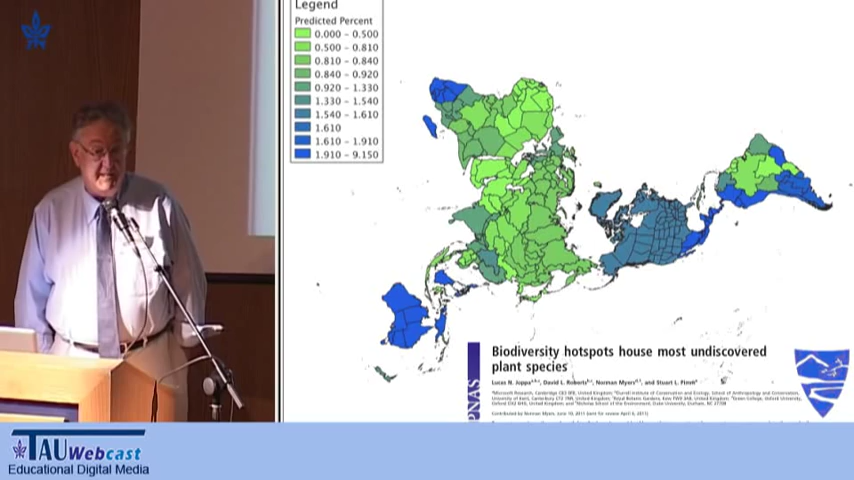 Legend
Predicted Percent
0.000 - 0.500
0.500 - 0.810
0.810 - 0.840
0.840 - 0.920
0.920 - 1.330
1.330 - 1.540
1.540 - 1.610
1.610
1.610 - 1.910
1.910 - 9.150
PNAS
Biodiversity hotspots house most undiscovered
plant species
Lucas N. Joppa, David L. Roberts, Norman Myers, and Stuart L. Pimm
TAU Webcast
Educational Digital Media